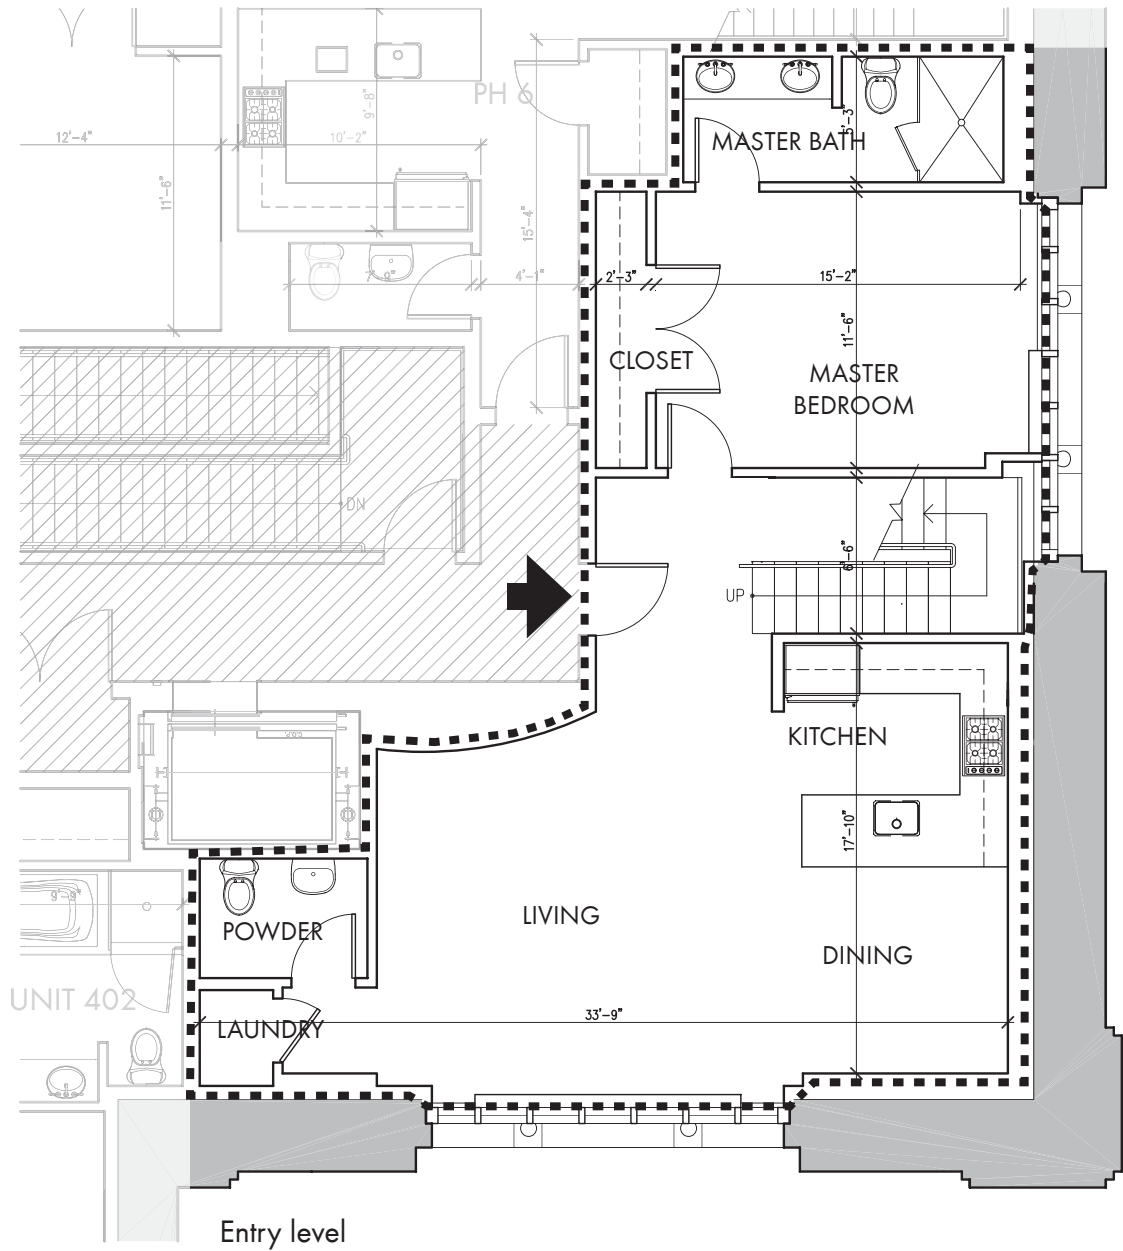 PH 6
9'-8"
12'-4"
10'-2"
11'-6"
15'-4"
4'-1"
5'-3"
MASTER BATH
2'-3"
15'-2"
11'-6"
CLOSET
MASTER
BEDROOM
DN
6'-6"
UP
KITCHEN
17'-10"
9'-9"
POWDER
LIVING
DINING
UNIT 402
LAUNDRY
33'-9"
Entry level